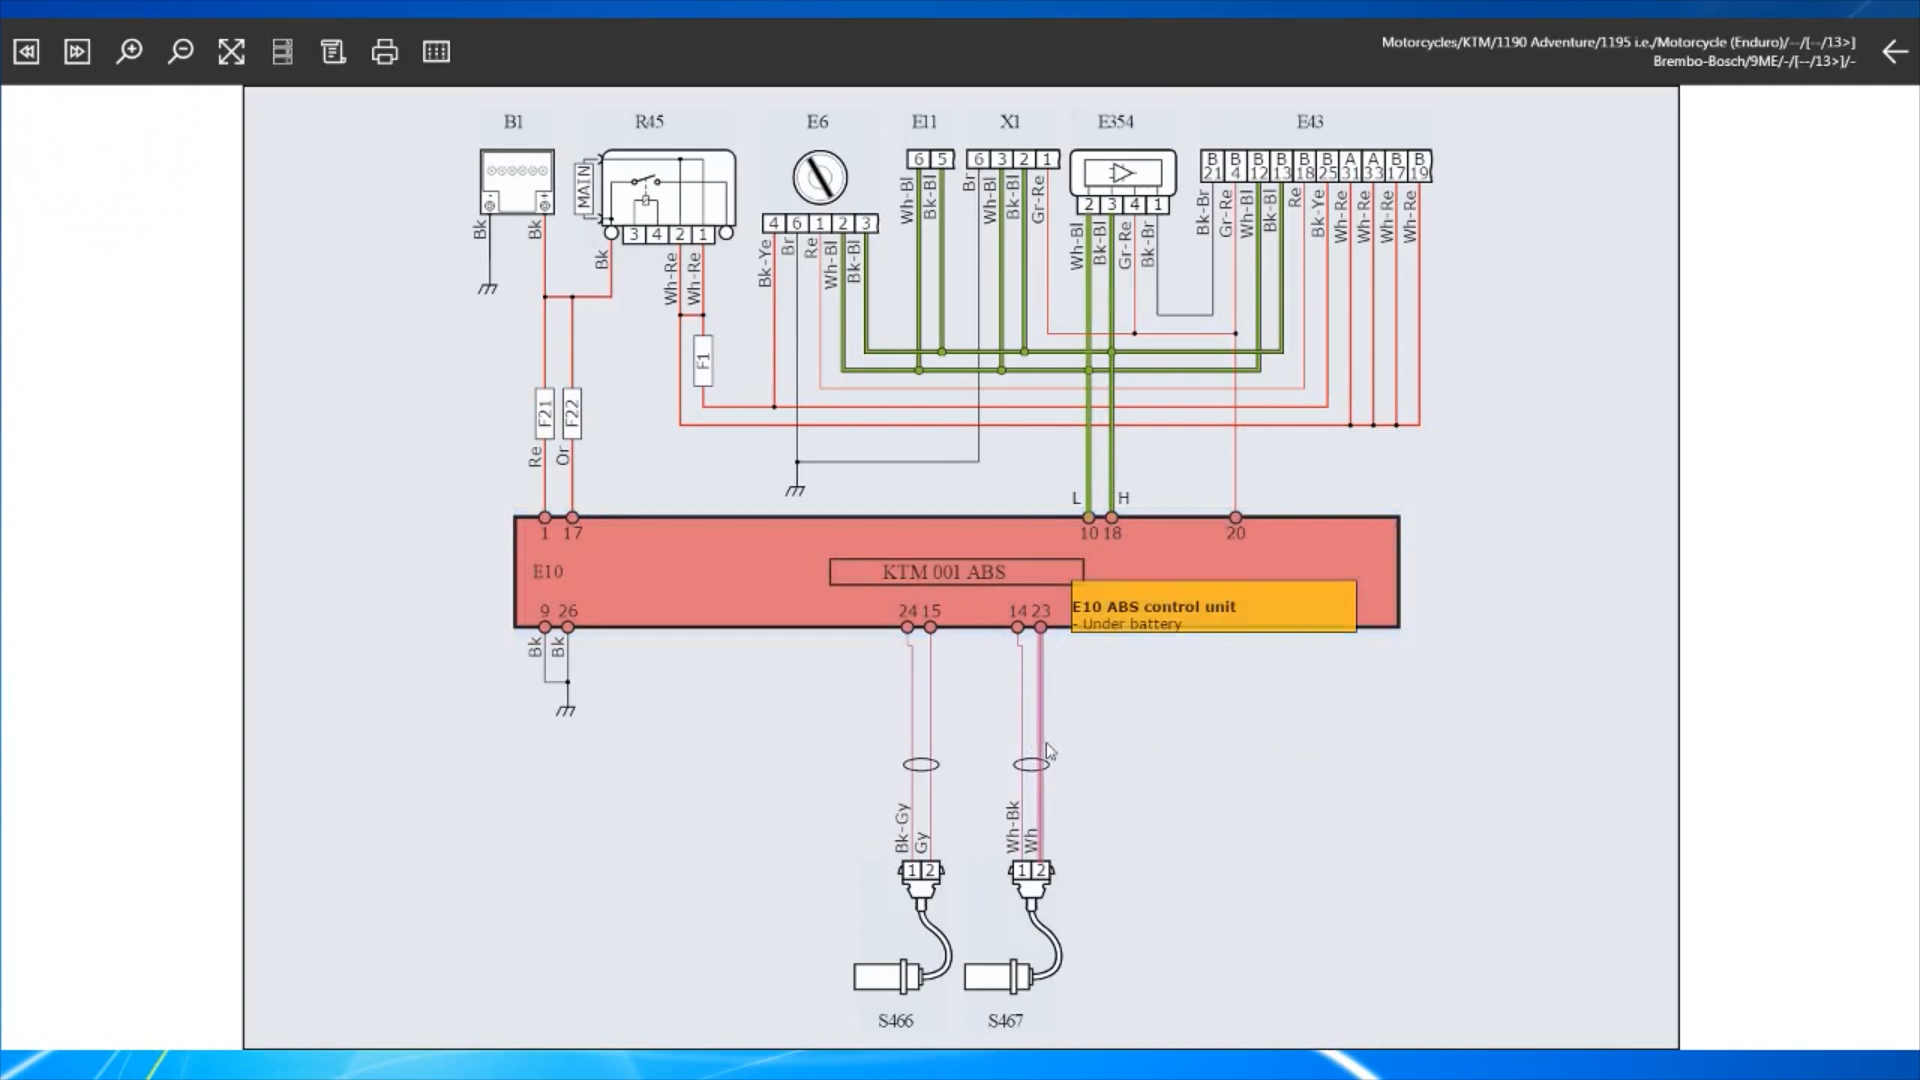 Motorcycles/KTM/1190 Adventure/1195 i.e./Motorcycle (Enduro)/--/[--/13>]
Brembo-Bosch/9ME/-/[--/13>]/-
B1 R45 E6 E11 X1 E354 E43
MAIN
6 5
6 3 2 1
B 21 B 4 B 12 B 13 B 18 B 25 A 31 A 33 B 17 B 19
2 3 4 1
4 6 1 2 3
3 4 2 1
Bk Bk
Bk Wh-Re Wh-Re
Bk-Ye Br Re Wh-Bl Bk-Bl
Wh-Bl Bk-Bl
Br Wh-Bl Bk-Bl Gr-Re
Wh-Bl Bk-Bl Gr-Re Bk-Br
Bk-Br Gr-Re Wh-Bl Bk-Bl Re Bk-Ye Wh-Re Wh-Re Wh-Re Wh-Re
F1
F21 F22
Re Or
L H
1 17 10 18 20
E10 KTM 001 ABS
E10 ABS control unit
- Under battery
9 26 24 15 14 23
Bk Bk
Bk-Gy Gy Wh-Bk Wh
1 2 1 2
S466 S467